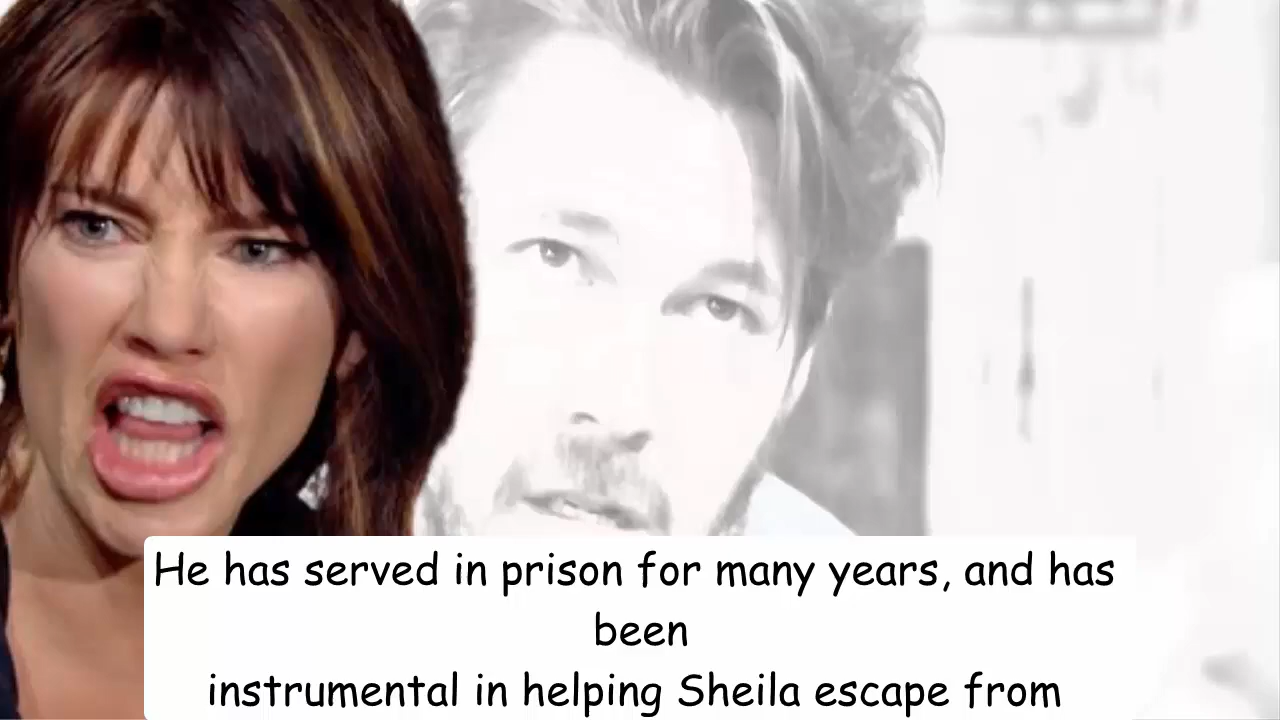 He has served in prison for many years, and has
been
instrumental in helping Sheila escape from